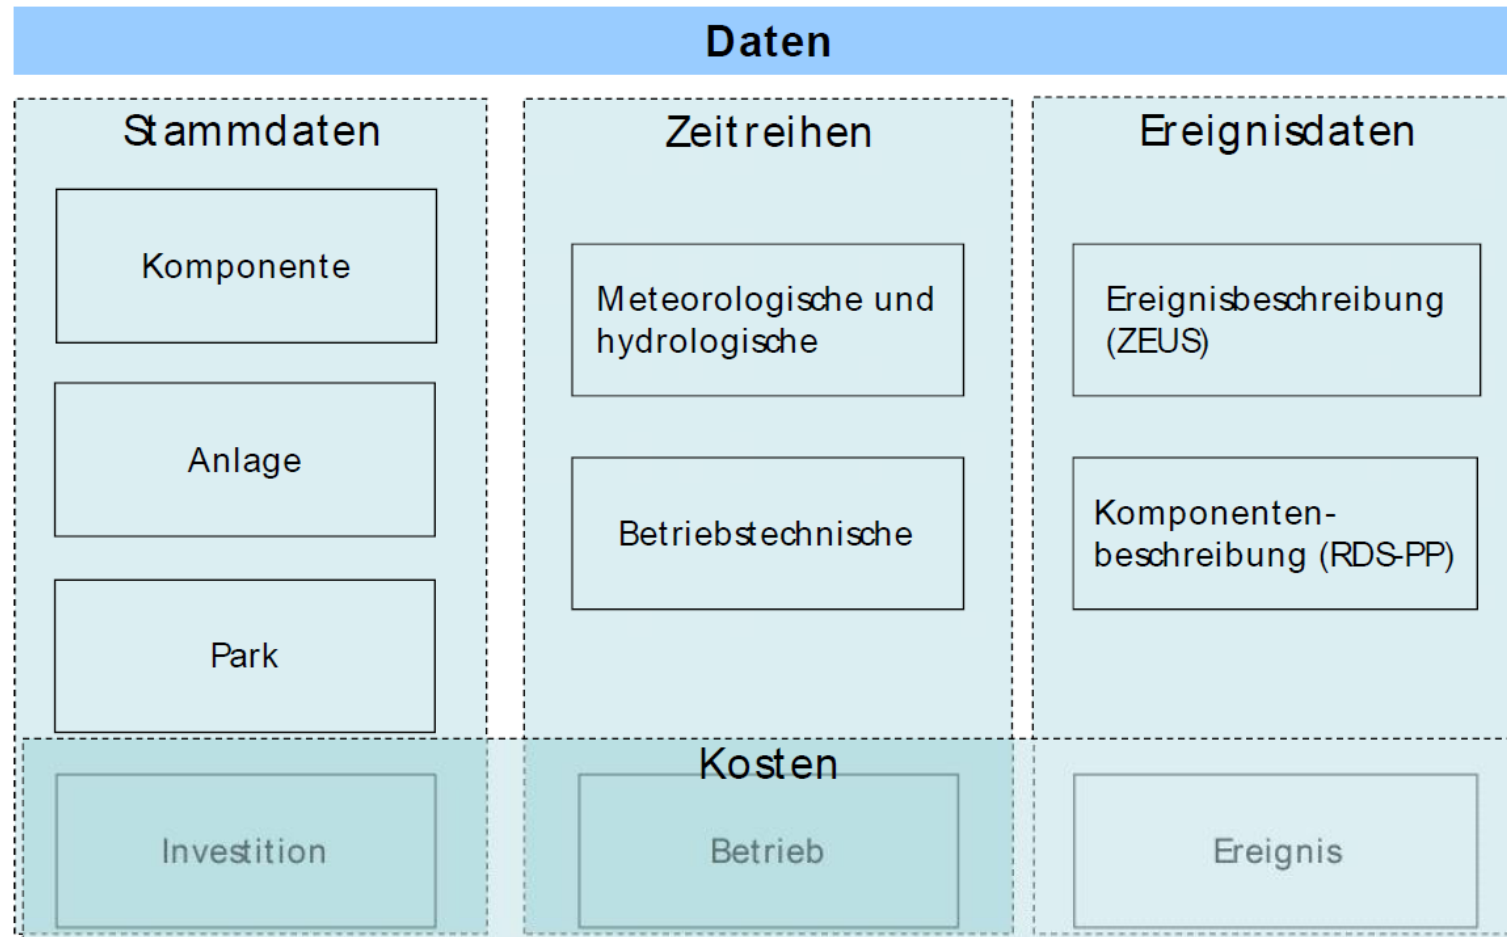 Daten
Stammdaten
Komponente
Anlage
Park
Zeitreihen
Meteorologische und
hydrologische
Betriebstechnische
Ereignisdaten
Ereignisbeschreibung
(ZEUS)
Komponenten-
beschreibung (RDS-PP)
Kosten
Investition
Betrieb
Ereignis